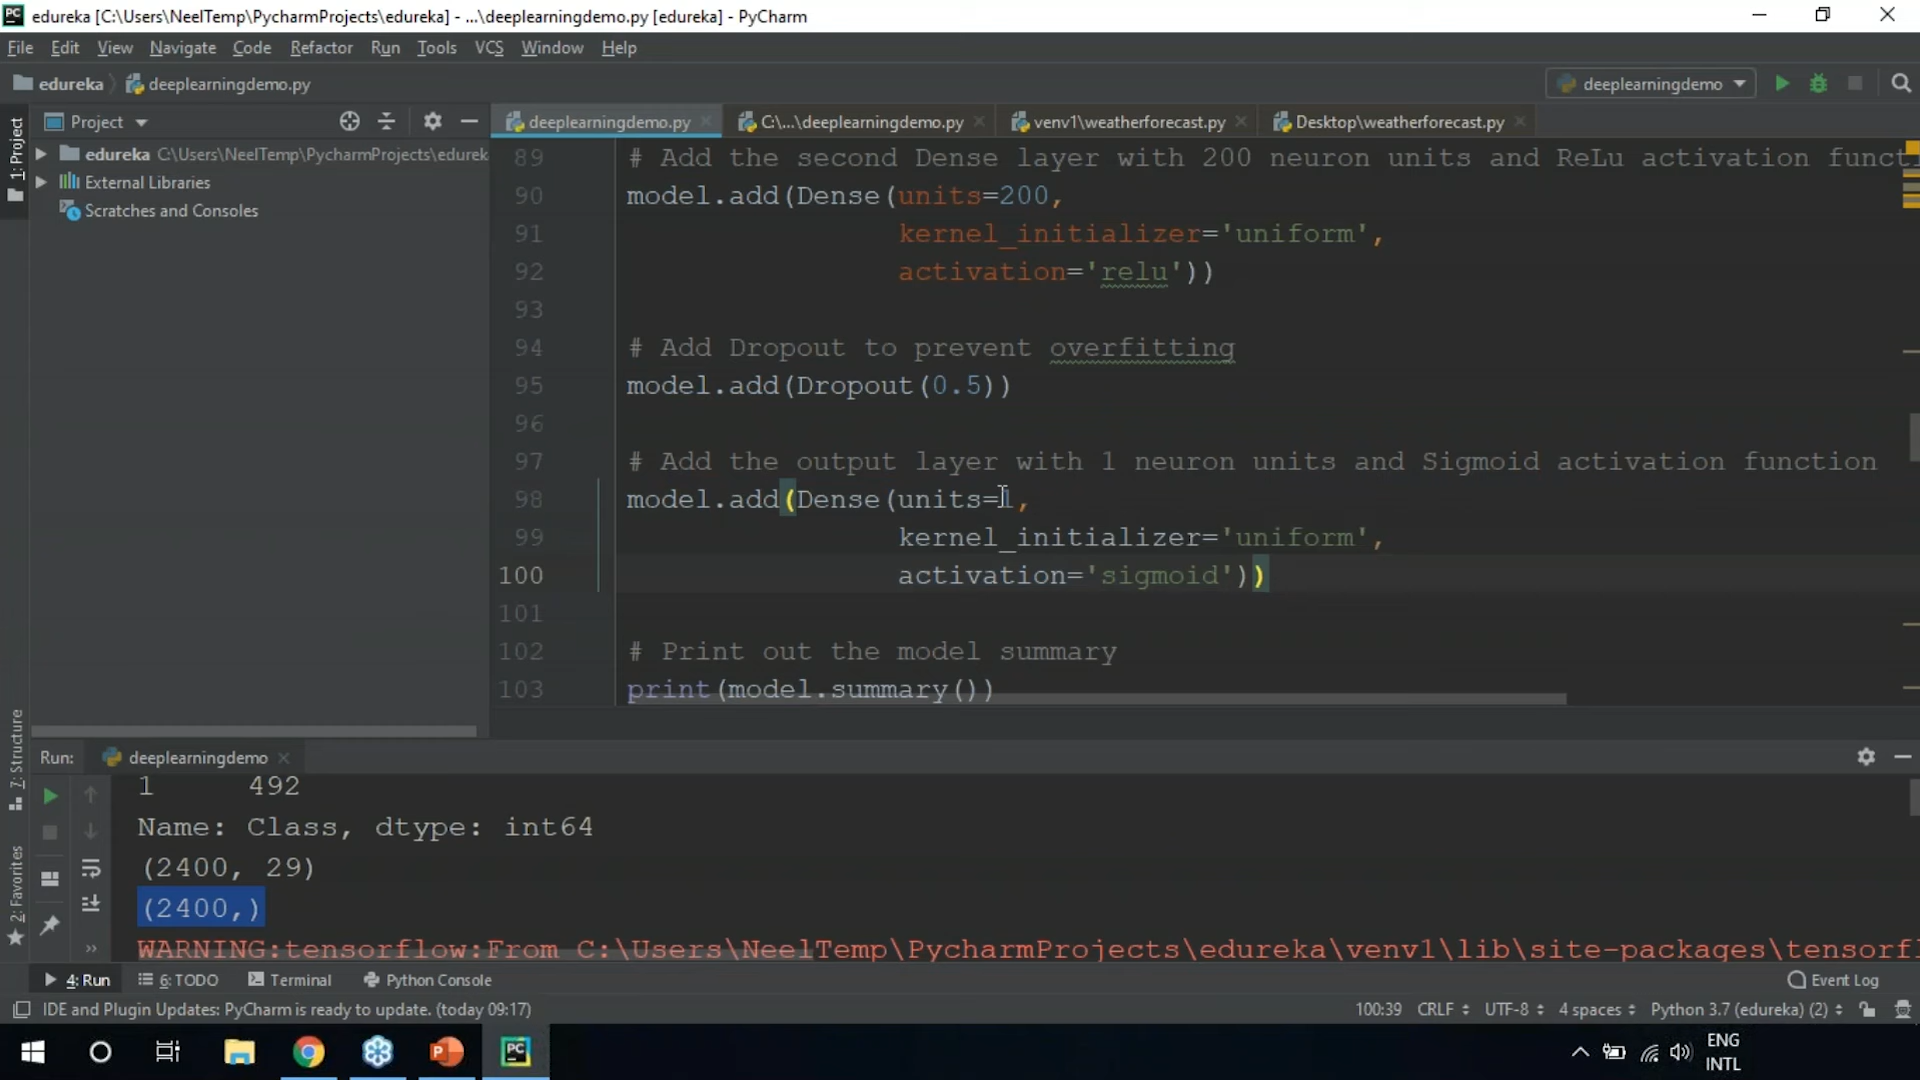 PC edureka [C:\Users\NeelTemp\PycharmProjects\edureka] - ...\deeplearningdemo.py [edureka] - PyCharm
File Edit View Navigate Code Refactor Run Tools VCS Window Help
edureka deeplearningdemo.py
deeplearningdemo
1: Project
Project
deeplearningdemo.py
C:\...\deeplearningdemo.py
venv1\weatherforecast.py
Desktop\weatherforecast.py
edureka C:\Users\NeelTemp\PycharmProjects\edurek
External Libraries
Scratches and Consoles
89 # Add the second Dense layer with 200 neuron units and ReLu activation funct
90 model.add(Dense(units=200,
91 kernel_initializer='uniform',
92 activation='relu'))
93
94 # Add Dropout to prevent overfitting
95 model.add(Dropout(0.5))
96
97 # Add the output layer with 1 neuron units and Sigmoid activation function
98 model.add(Dense(units=1,
99 kernel_initializer='uniform',
100 activation='sigmoid'))
101
102 # Print out the model summary
103 print(model.summary())
7: Structure
2: Favorites
Run: deeplearningdemo
1 492
Name: Class, dtype: int64
(2400, 29)
(2400,)
WARNING:tensorflow:From C:\Users\NeelTemp\PycharmProjects\edureka\venv1\lib\site-packages\tensorfl
4: Run 6: TODO Terminal Python Console Event Log
IDE and Plugin Updates: PyCharm is ready to update. (today 09:17) 100:39 CRLF UTF-8 4 spaces Python 3.7 (edureka) (2)
P PC
ENG
INTL